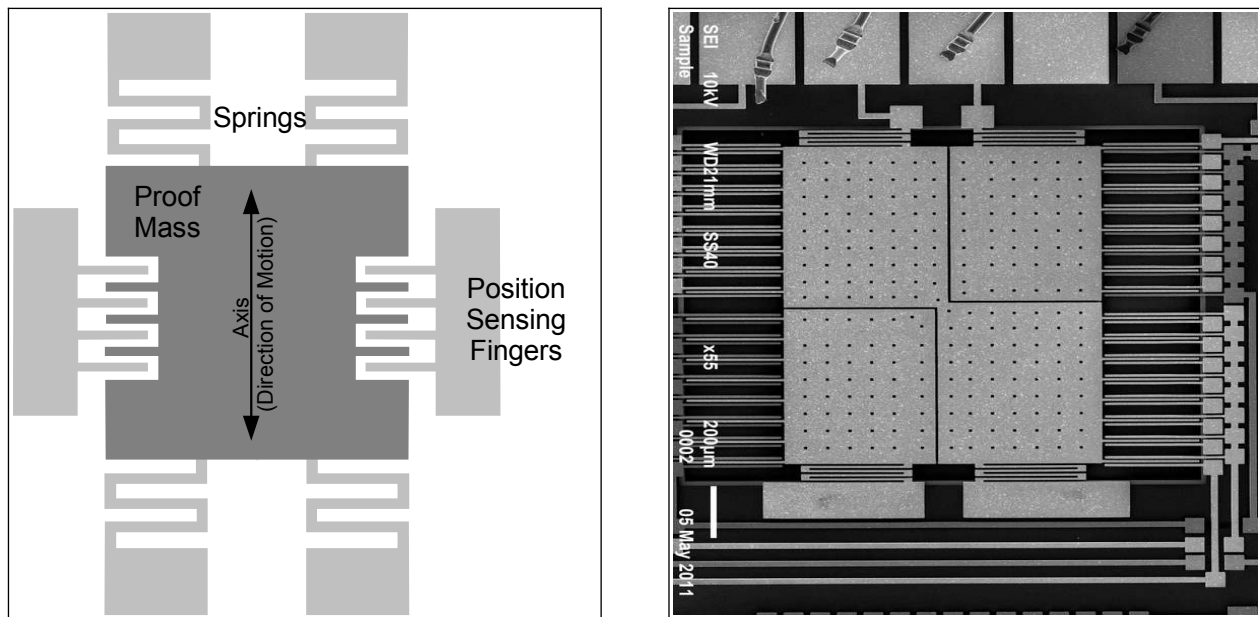 Springs
Proof
Mass
Axis
(Direction of Motion)
Position
Sensing
Fingers
SEI 10kV WD21mm SS40 x55 200µm 05 May 2011
Sample 0002